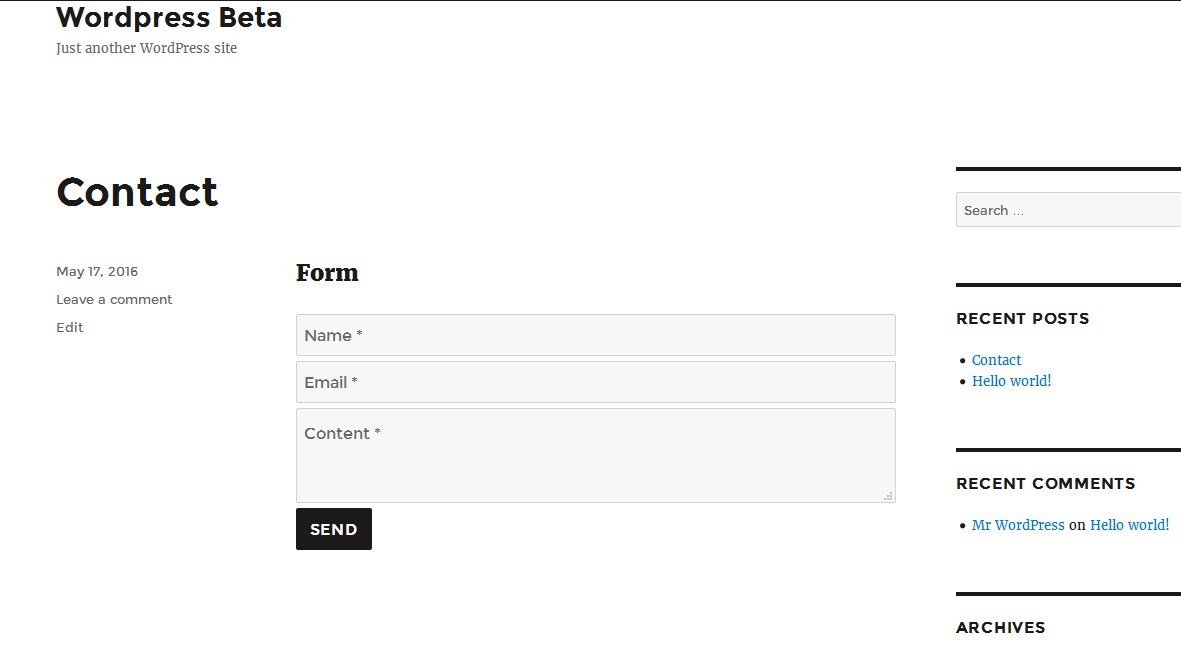 Wordpress Beta
Just another WordPress site
Contact
May 17, 2016
Leave a comment
Edit
Form
Name *
Email *
Content *
SEND
Search …
RECENT POSTS
Contact
Hello world!
RECENT COMMENTS
Mr WordPress on Hello world!
ARCHIVES